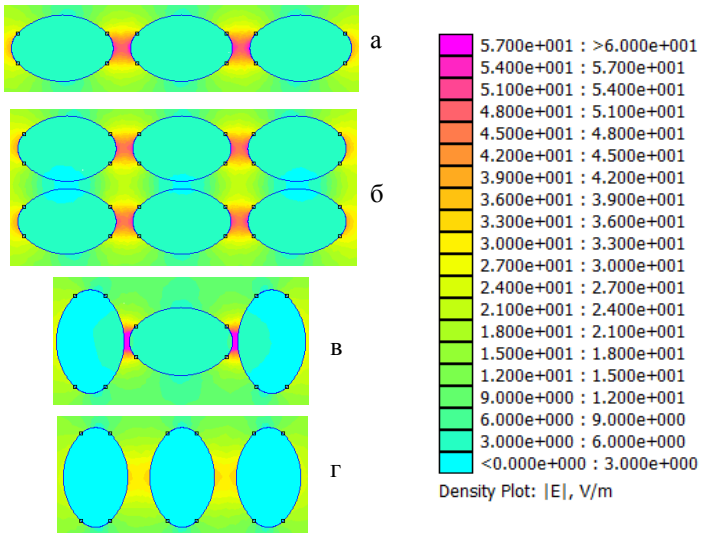 а
б
в
г
5.700e+001 : >6.000e+001
5.400e+001 : 5.700e+001
5.100e+001 : 5.400e+001
4.800e+001 : 5.100e+001
4.500e+001 : 4.800e+001
4.200e+001 : 4.500e+001
3.900e+001 : 4.200e+001
3.600e+001 : 3.900e+001
3.300e+001 : 3.600e+001
3.000e+001 : 3.300e+001
2.700e+001 : 3.000e+001
2.400e+001 : 2.700e+001
2.100e+001 : 2.400e+001
1.800e+001 : 2.100e+001
1.500e+001 : 1.800e+001
1.200e+001 : 1.500e+001
9.000e+000 : 1.200e+001
6.000e+000 : 9.000e+000
3.000e+000 : 6.000e+000
<0.000e+000 : 3.000e+000
Density Plot: |E|, V/m